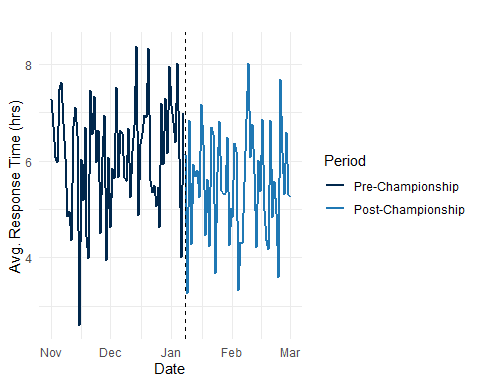 8
6
4
Avg. Response Time (hrs)
Nov
Dec
Jan
Feb
Mar
Date
Period
Pre-Championship
Post-Championship